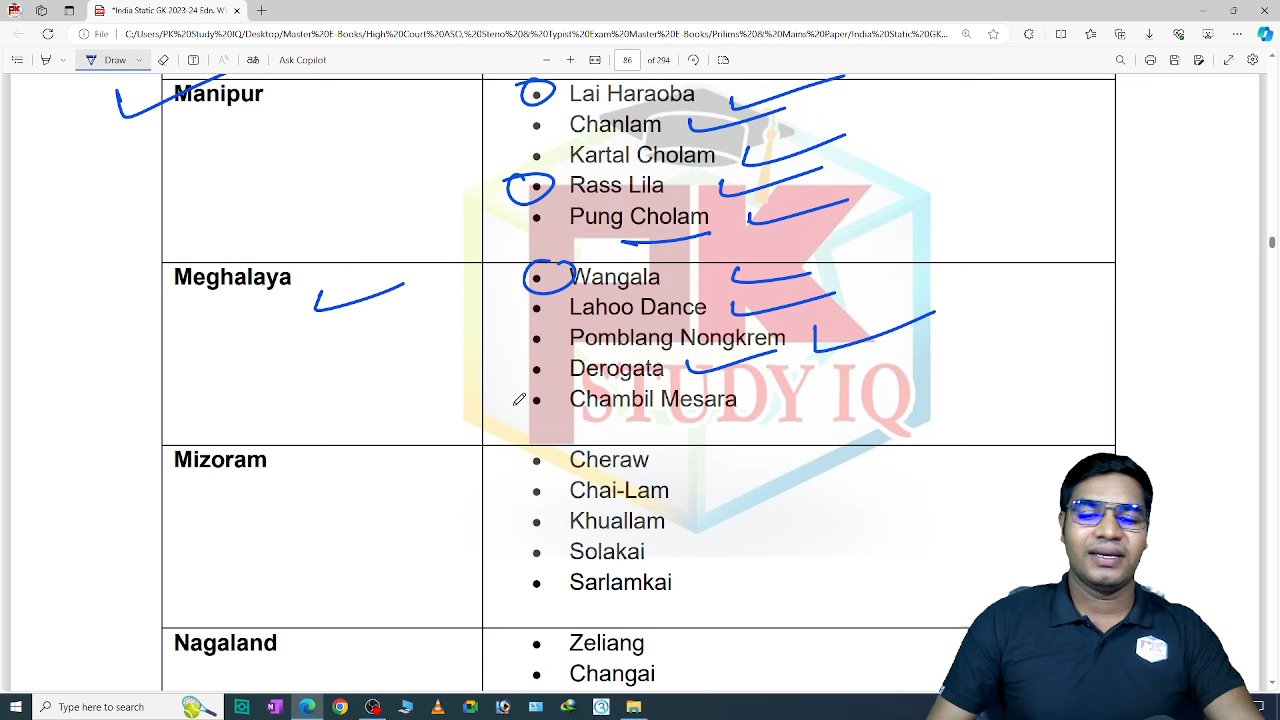 *India Static GK 2023-24 Edn. W
File
C:/Users/PK%20Study%20IQ/Desktop/Master%20E-Books/High%20Court%20ASO,%20Steno%20&%20Typist%20Exam%20Master%20E-Books/Prilims%20&%20Mains%20Paper/India%20Static%20GK...
Draw
Ask Copilot
86 of 294
Manipur
Lai Haraoba
Chanlam
Kartal Cholam
Rass Lila
Pung Cholam
Meghalaya
Wangala
Lahoo Dance
Pomblang Nongkrem
Derogata
Chambil Mesara
STUDY IQ
Mizoram
Cheraw
Chai-Lam
Khuallam
Solakai
Sarlamkai
Nagaland
Zeliang
Changai
Type here to search